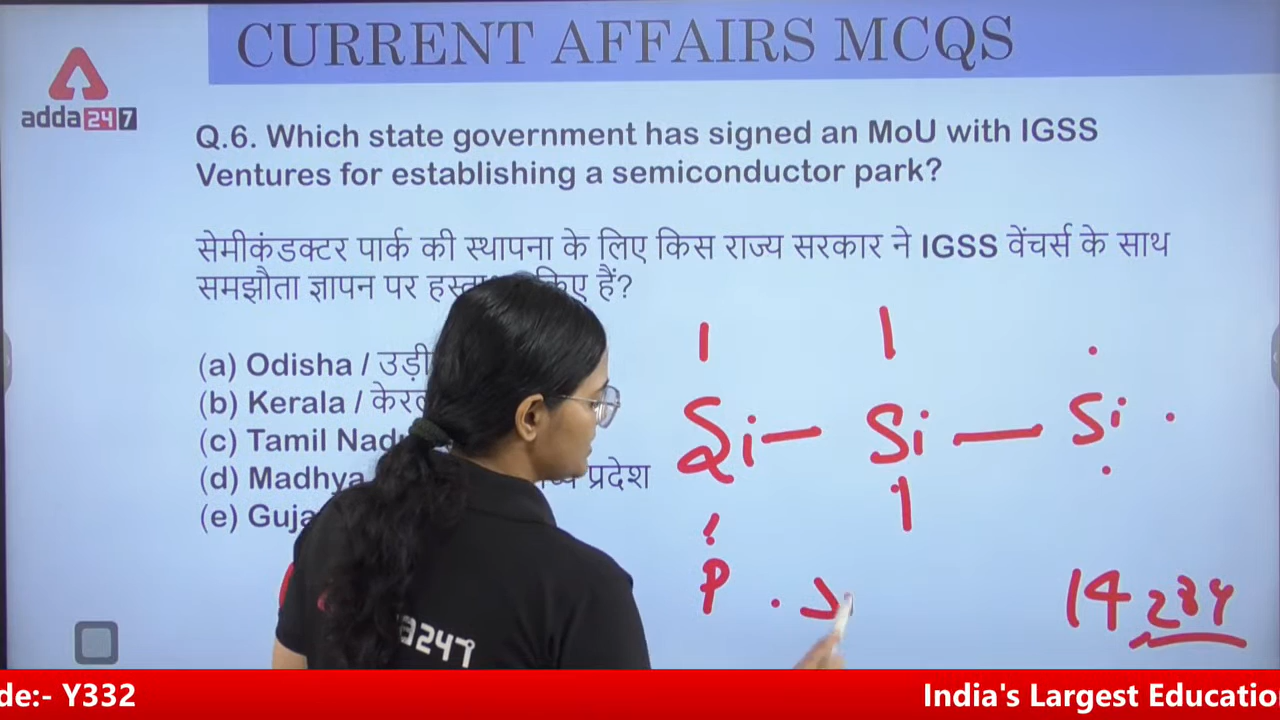 CURRENT AFFAIRS MCQS
adda247
Q.6. Which state government has signed an MoU with IGSS
Ventures for establishing a semiconductor park?
सेमीकंडक्टर पार्क की स्थापना के लिए किस राज्य सरकार ने IGSS वेंचर्स के साथ
समझौता ज्ञापन पर हैं?
(a) Odisha /
(b) Kerala /
(c) Tamil
(d) Madhya प्रदेश
(e)
Si – Si – Si
P
14
a247
de:- Y332
India's Largest Educatio